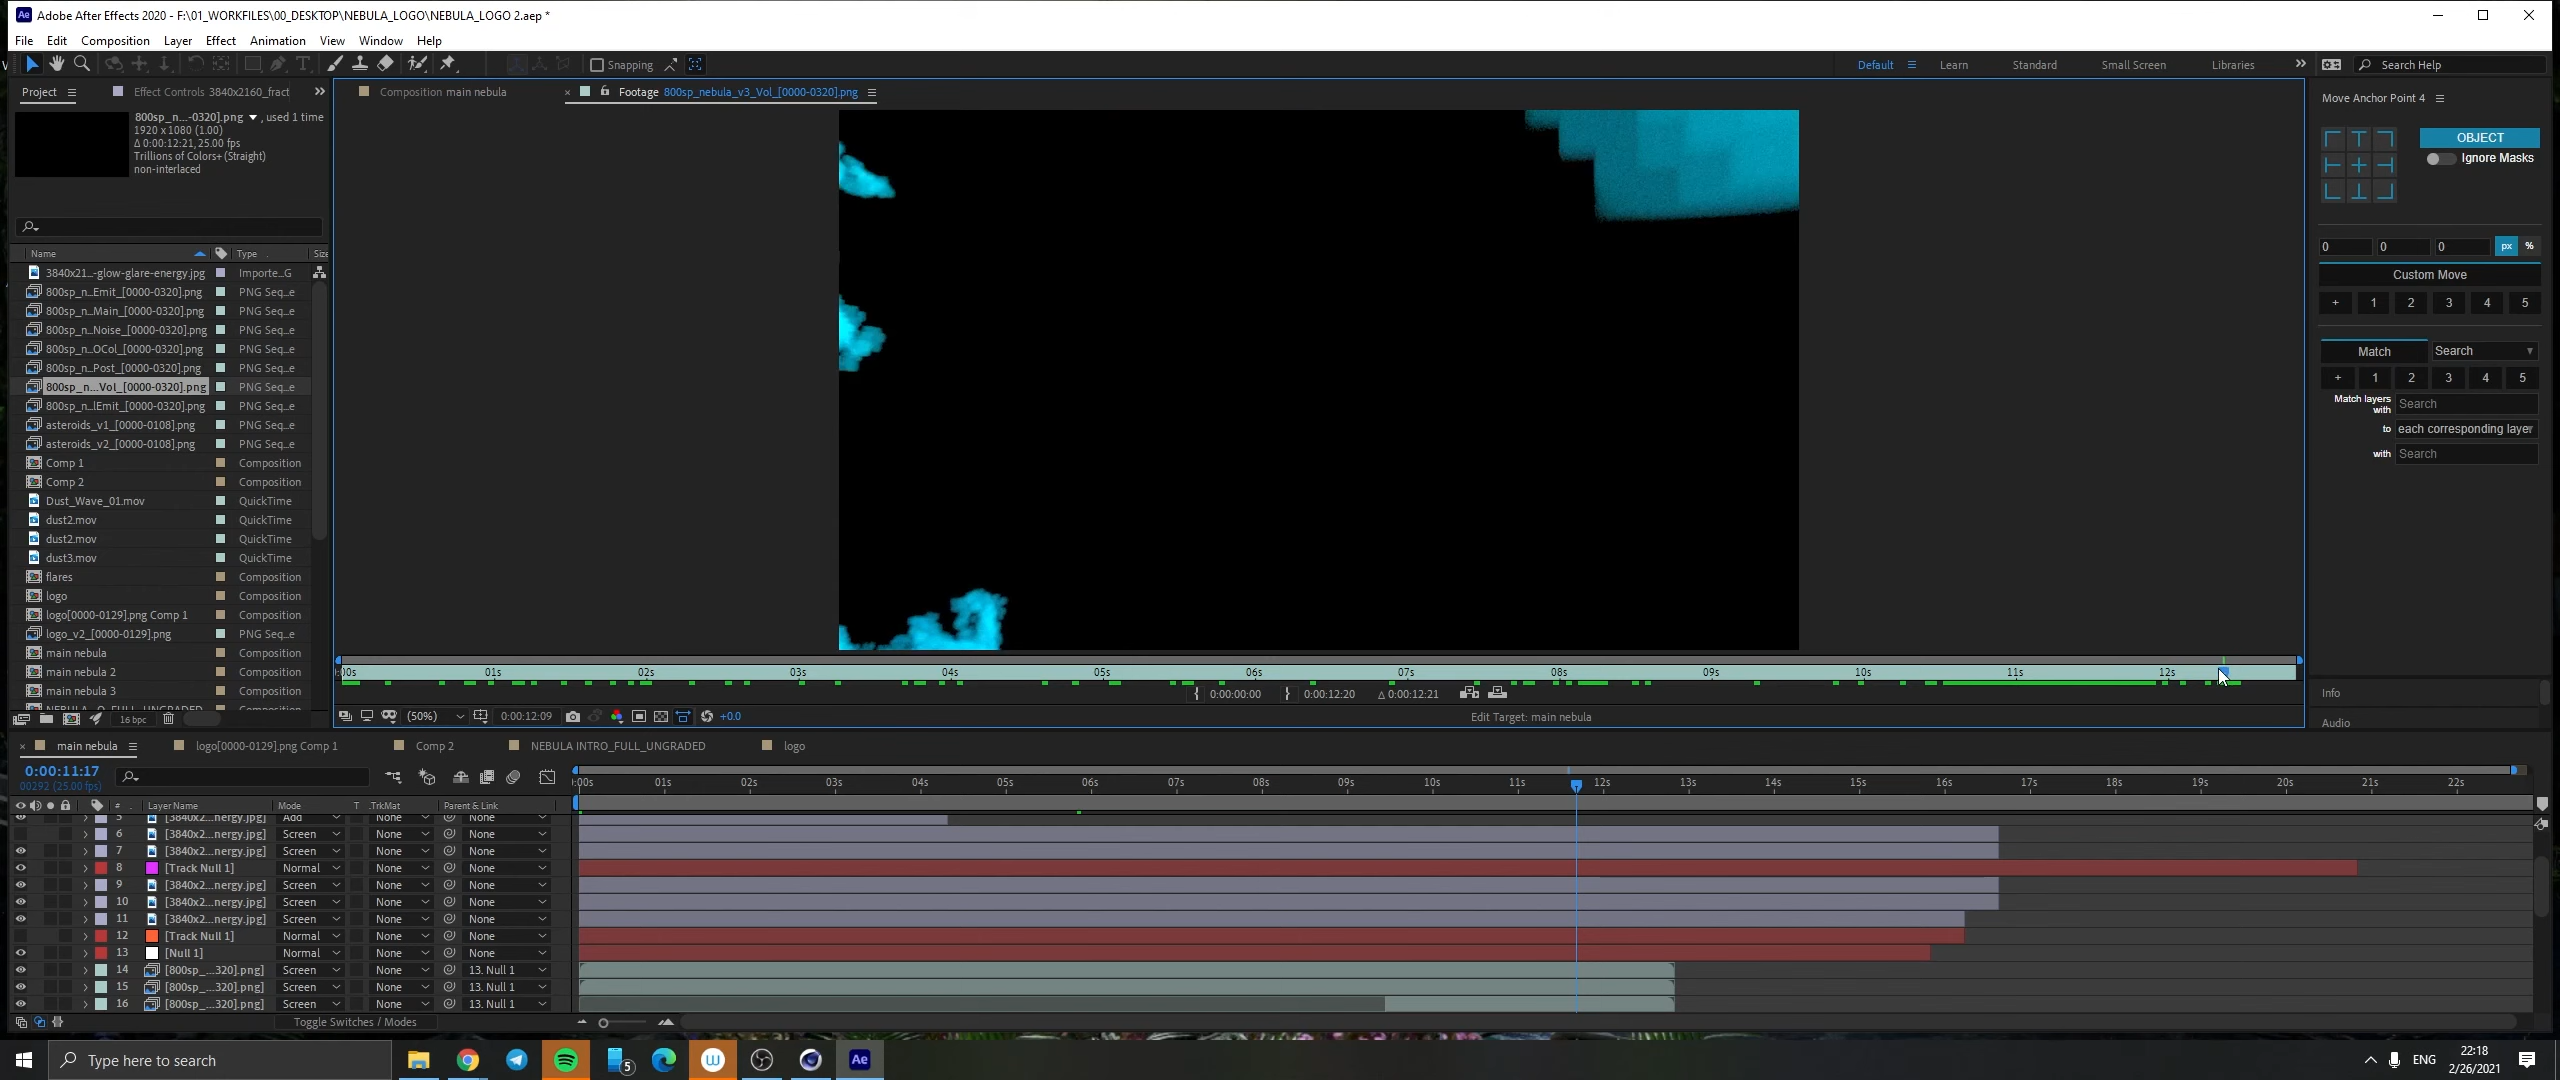 Adobe After Effects 2020 - F:\01_WORKFILES\00_DESKTOP\NEBULA_LOGO\NEBULA_LOGO 2.aep *
File Edit Composition Layer Effect Animation View Window Help
Snapping
Default Learn Standard Small Screen Libraries Search Help
Project Effect Controls 3840x2160_fract
Composition main nebula
Footage 800sp_nebula_v3_Vol_[0000-0320].png
800sp_n...-0320].png , used 1 time
1920 x 1080 (1.00)
Δ 0:00:12:21, 25.00 fps
Trillions of Colors+ (Straight)
non-interlaced
Name Type Size
3840x21...-glow-glare-energy.jpg Importe...G
800sp_n...Emit_[0000-0320].png PNG Seq...e
800sp_n...Main_[0000-0320].png PNG Seq...e
800sp_n...Noise_[0000-0320].png PNG Seq...e
800sp_n...OCol_[0000-0320].png PNG Seq...e
800sp_n...Post_[0000-0320].png PNG Seq...e
800sp_n...Vol_[0000-0320].png PNG Seq...e
800sp_n...lEmit_[0000-0320].png PNG Seq...e
asteroids_v1_[0000-0108].png PNG Seq...e
asteroids_v2_[0000-0108].png PNG Seq...e
Comp 1 Composition
Comp 2 Composition
Dust_Wave_01.mov QuickTime
dust2.mov QuickTime
dust2.mov QuickTime
dust3.mov QuickTime
flares Composition
logo Composition
logo[0000-0129].png Comp 1 Composition
logo_v2_[0000-0129].png PNG Seq...e
main nebula Composition
main nebula 2 Composition
main nebula 3 Composition
16 bpc
:00s 01s 02s 03s 04s 05s 06s 07s 08s 09s 10s 11s 12s
0:00:00:00 0:00:12:20 Δ 0:00:12:21
(50%) 0:00:12:09 +0.0 Edit Target: main nebula
Move Anchor Point 4
OBJECT
Ignore Masks
0 0 0 px %
Custom Move
+ 1 2 3 4 5
Match Search
+ 1 2 3 4 5
Match layers with Search
to each corresponding layer
with Search
Info
Audio
main nebula logo[0000-0129].png Comp 1 Comp 2 NEBULA INTRO_FULL_UNGRADED logo
0:00:11:17
00292 (25.00 fps)
:00s 01s 02s 03s 04s 05s 06s 07s 08s 09s 10s 11s 12s 13s 14s 15s 16s 17s 18s 19s 20s 21s 22s
# Layer Name Mode T .TrkMat Parent & Link
5 [3840x2...nergy.jpg] Add None None
6 [3840x2...nergy.jpg] Screen None None
7 [3840x2...nergy.jpg] Screen None None
8 [Track Null 1] Normal None None
9 [3840x2...nergy.jpg] Screen None None
10 [3840x2...nergy.jpg] Screen None None
11 [3840x2...nergy.jpg] Screen None None
12 [Track Null 1] Normal None None
13 [Null 1] Normal None None
14 [800sp_...320].png] Screen None 13. Null 1
15 [800sp_...320].png] Screen None 13. Null 1
16 [800sp_...320].png] Screen None 13. Null 1
Toggle Switches / Modes
Type here to search
5
Ae
ENG
22:18
2/26/2021